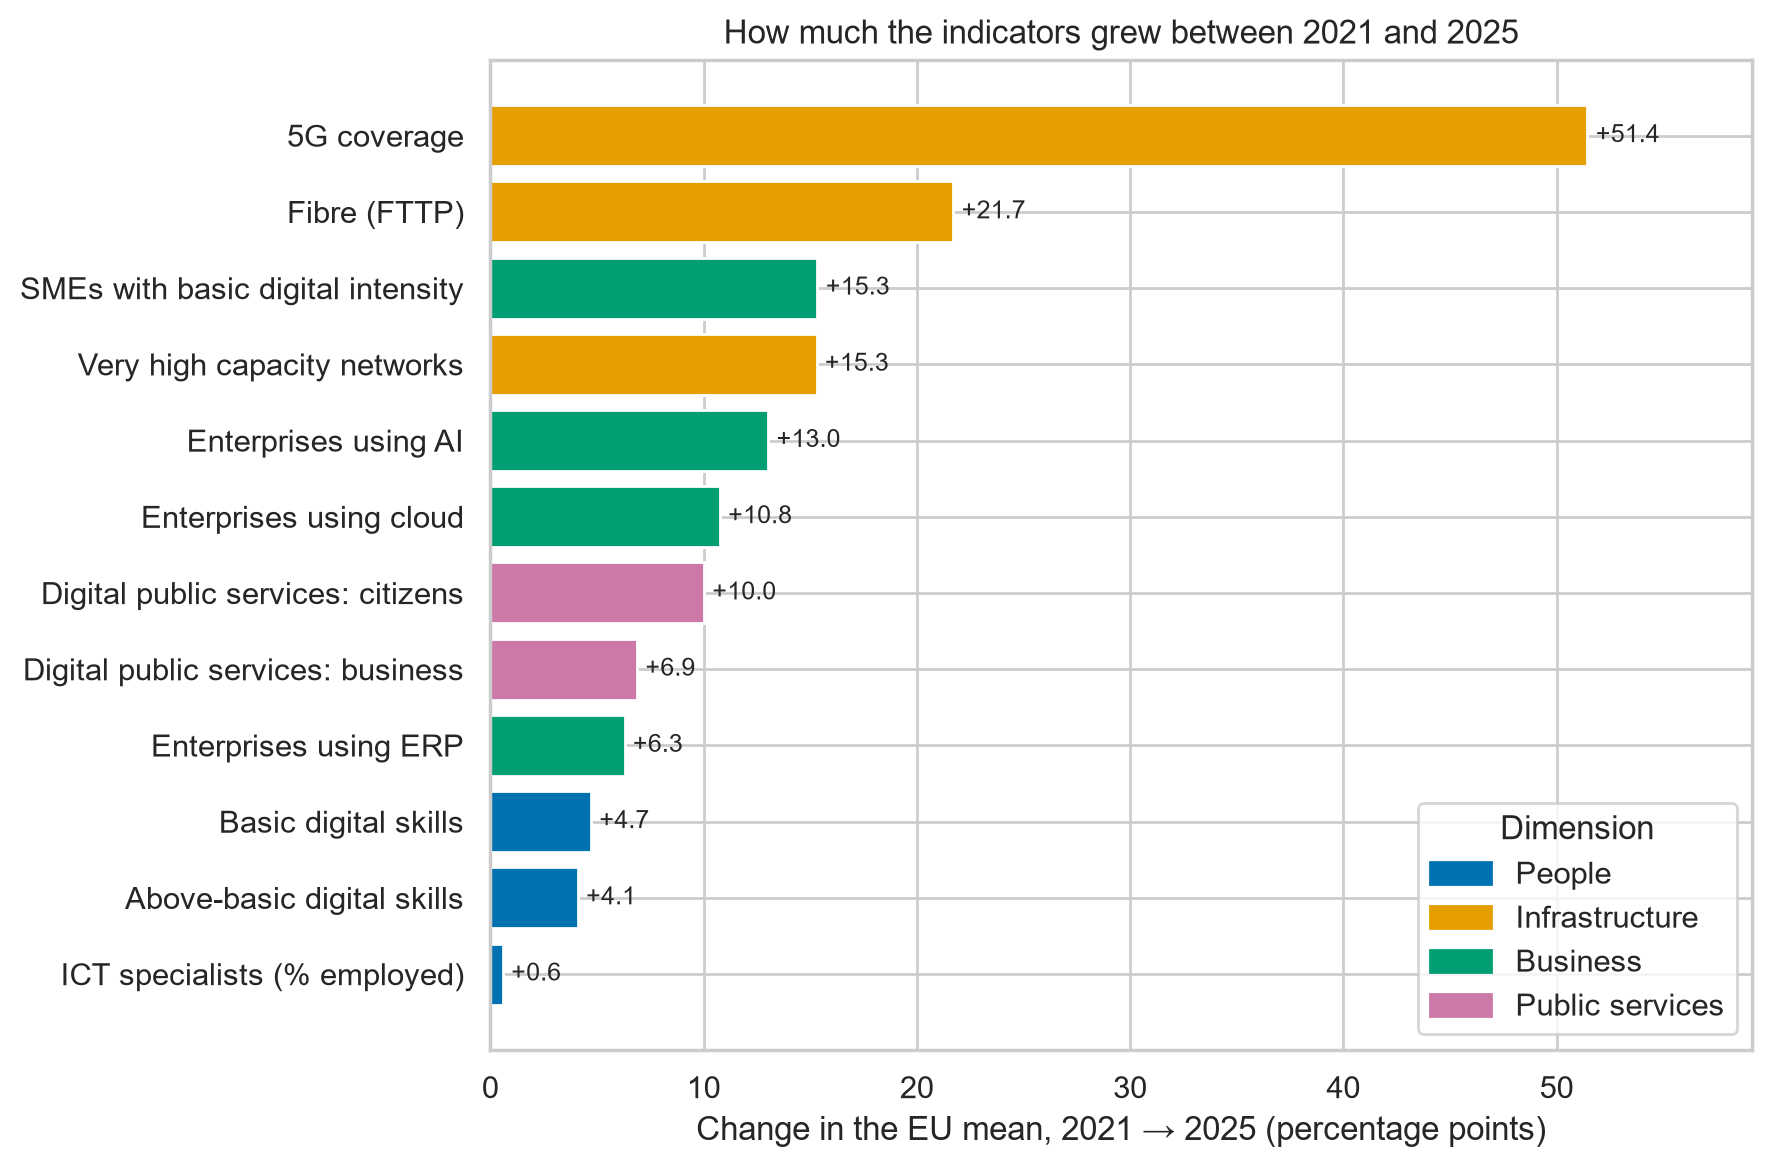 How much the indicators grew between 2021 and 2025
5G coverage
+51.4
Fibre (FTTP)
+21.7
SMEs with basic digital intensity
+15.3
Very high capacity networks
+15.3
Enterprises using AI
+13.0
Enterprises using cloud
+10.8
Digital public services: citizens
+10.0
Digital public services: business
+6.9
Enterprises using ERP
+6.3
Basic digital skills
+4.7
Above-basic digital skills
+4.1
ICT specialists (% employed)
+0.6
Dimension
People
Infrastructure
Business
Public services
0 10 20 30 40 50
Change in the EU mean, 2021 → 2025 (percentage points)